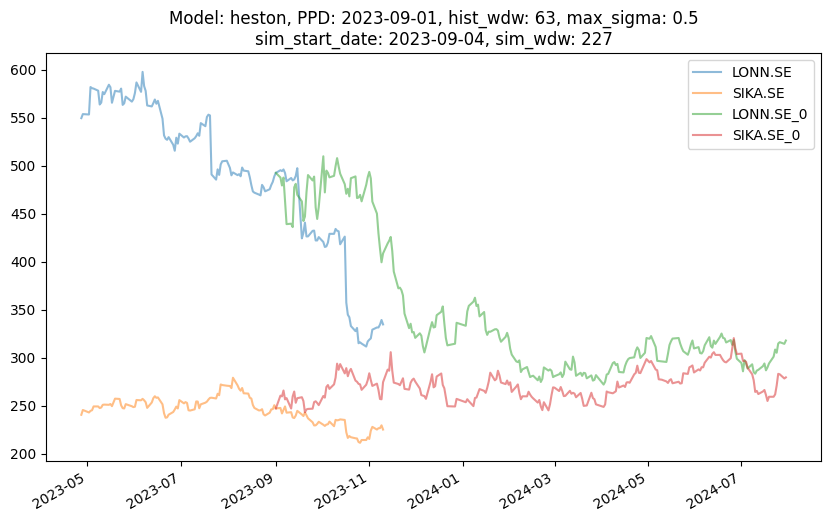 Model: heston, PPD: 2023-09-01, hist_wdw: 63, max_sigma: 0.5
sim_start_date: 2023-09-04, sim_wdw: 227
LONN.SE
SIKA.SE
LONN.SE_0
SIKA.SE_0
600
550
500
450
400
350
300
250
200
2023-05
2023-07
2023-09
2023-11
2024-01
2024-03
2024-05
2024-07